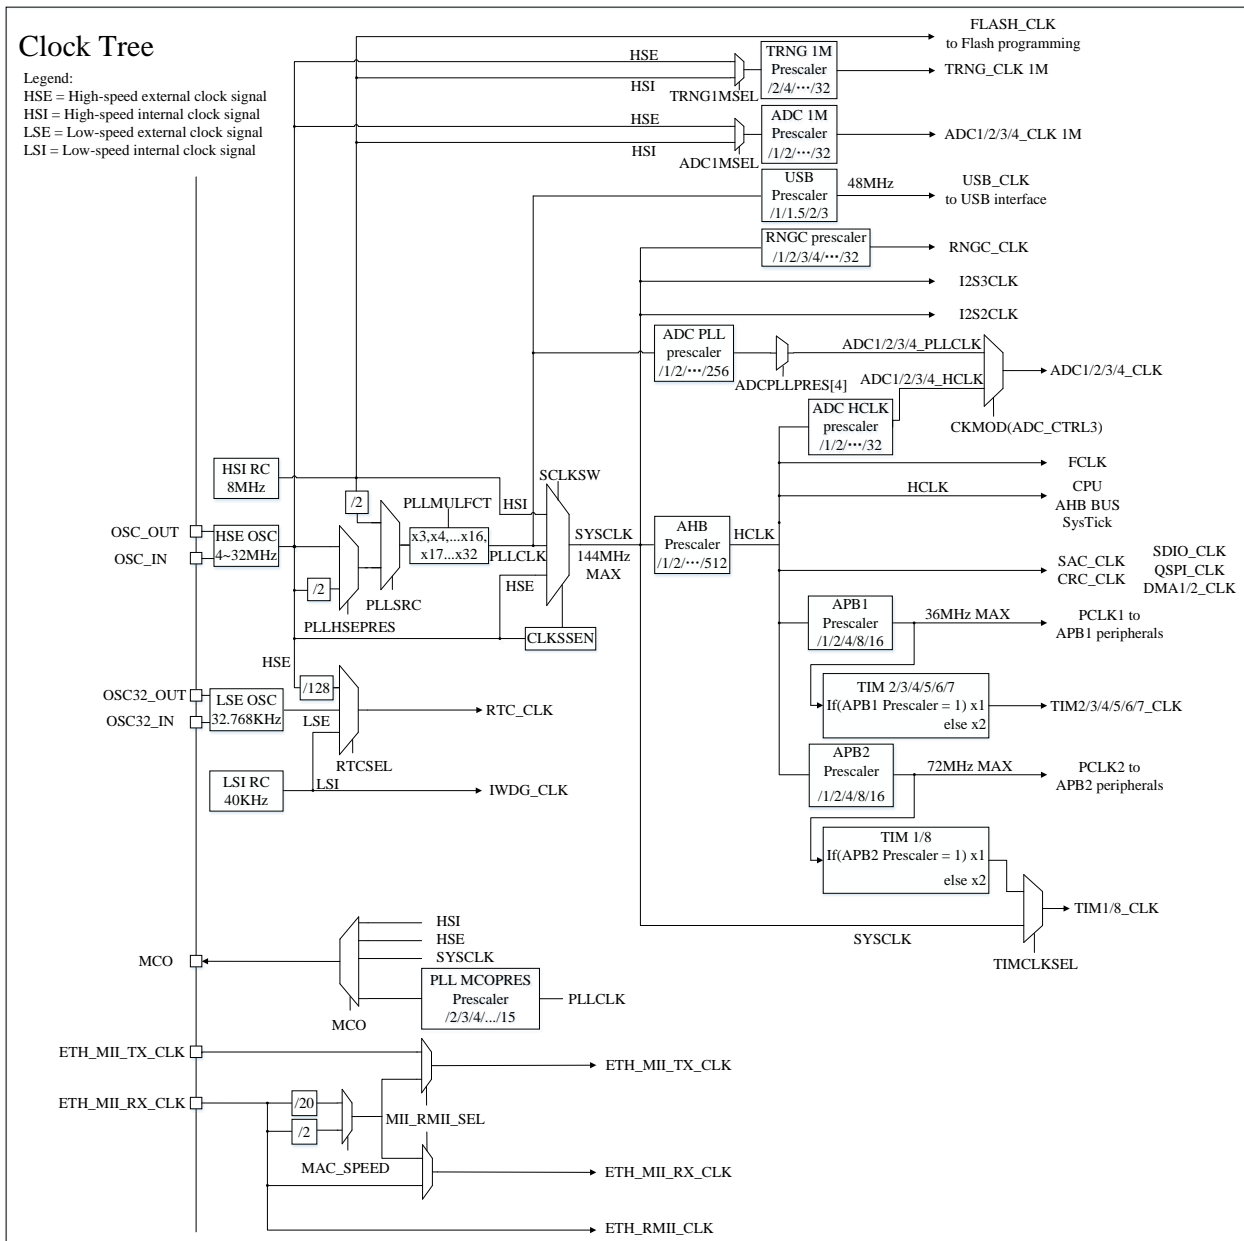 Clock Tree
Legend:
HSE = High-speed external clock signal
HSI = High-speed internal clock signal
LSE = Low-speed external clock signal
LSI = Low-speed internal clock signal
FLASH_CLK
to Flash programming
HSE
HSI
TRNG1MSEL
TRNG 1M
Prescaler
/2/4/···/32
TRNG_CLK 1M
HSE
HSI
ADC1MSEL
ADC 1M
Prescaler
/1/2/···/32
ADC1/2/3/4_CLK 1M
USB
Prescaler
/1/1.5/2/3
48MHz
USB_CLK
to USB interface
RNGC prescaler
/1/2/3/4/···/32
RNGC_CLK
I2S3CLK
I2S2CLK
ADC PLL
prescaler
/1/2/···/256
ADCPLLPRES[4]
ADC1/2/3/4_PLLCLK
ADC1/2/3/4_HCLK
ADC1/2/3/4_CLK
CKMOD(ADC_CTRL3)
ADC HCLK
prescaler
/1/2/···/32
HSI RC
8MHz
/2
PLLMULFCT
HSI
SCLKSW
FCLK
HCLK
CPU
AHB BUS
SysTick
OSC_OUT
OSC_IN
HSE OSC
4~32MHz
/2
PLLHSEPRES
PLLSRC
x3,x4,...x16,
x17...x32
PLLCLK
HSE
SYSCLK
144MHz
MAX
CLKSSEN
AHB
Prescaler
/1/2/···/512
HCLK
SAC_CLK
CRC_CLK
SDIO_CLK
QSPI_CLK
DMA1/2_CLK
APB1
Prescaler
/1/2/4/8/16
36MHz MAX
PCLK1 to
APB1 peripherals
HSE
/128
OSC32_OUT
OSC32_IN
LSE OSC
32.768KHz
LSE
RTC_CLK
RTCSEL
TIM 2/3/4/5/6/7
If(APB1 Prescaler = 1) x1
else x2
TIM2/3/4/5/6/7_CLK
LSI RC
40KHz
LSI
IWDG_CLK
APB2
Prescaler
/1/2/4/8/16
72MHz MAX
PCLK2 to
APB2 peripherals
TIM 1/8
If(APB2 Prescaler = 1) x1
else x2
TIM1/8_CLK
SYSCLK
TIMCLKSEL
HSI
HSE
SYSCLK
MCO
MCO
PLL MCOPRES
Prescaler
/2/3/4/.../15
PLLCLK
ETH_MII_TX_CLK
ETH_MII_TX_CLK
ETH_MII_RX_CLK
/20
/2
MAC_SPEED
MII_RMII_SEL
ETH_MII_RX_CLK
ETH_RMII_CLK